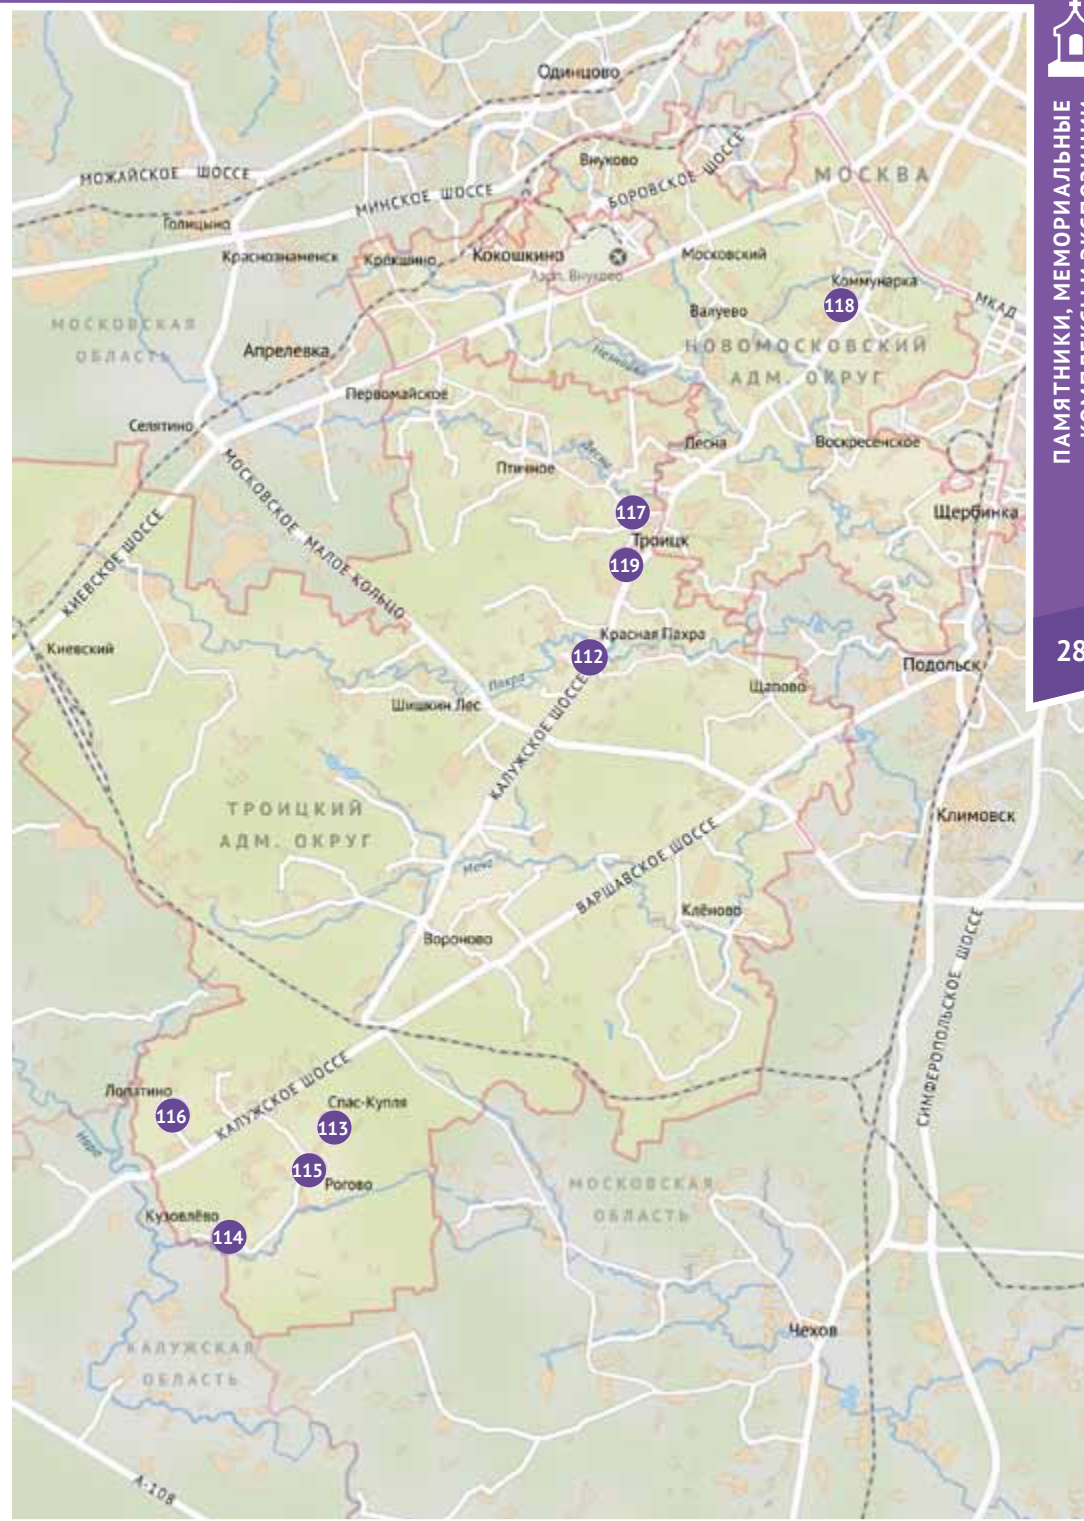 Одинцово
Внуково
МОЖАЙСКОЕ ШОССЕ
МИНСКОЕ ШОССЕ
БОРОВСКОЕ ШОССЕ
МОСКВА
Голицыно
Краснознаменск
Крёкшино
Кокошкино
Аэп. Внуково
Московский
Коммунарка
118
МКАД
Валуево
МОСКОВСКАЯ
ОБЛАСТЬ
НОВОМОСКОВСКИЙ
АДМ. ОКРУГ
Незнайка
Апрелевка
Первомайское
Селятино
Птичное
Десна
Десна
Воскресенское
117
Троицк
119
Щербинка
МОСКОВСКОЕ МАЛОЕ КОЛЬЦО
КИЕВСКОЕ ШОССЕ
Киевский
Красная Пахра
112
Пахра
Шишкин Лес
Щапово
Подольск
КАЛУЖСКОЕ ШОССЕ
ТРОИЦКИЙ
АДМ. ОКРУГ
Климовск
ВАРШАВСКОЕ ШОССЕ
Моча
Клёново
Вороново
СИМФЕРОПОЛЬСКОЕ ШОССЕ
КАЛУЖСКОЕ ШОССЕ
Лопатино
116
Спас-Купля
113
Нара
115
Рогово
Кузовлёво
114
МОСКОВСКАЯ
ОБЛАСТЬ
Чехов
КАЛУЖСКАЯ
ОБЛАСТЬ
А-108
ПАМЯТНИКИ, МЕМОРИАЛЬНЫЕ
28